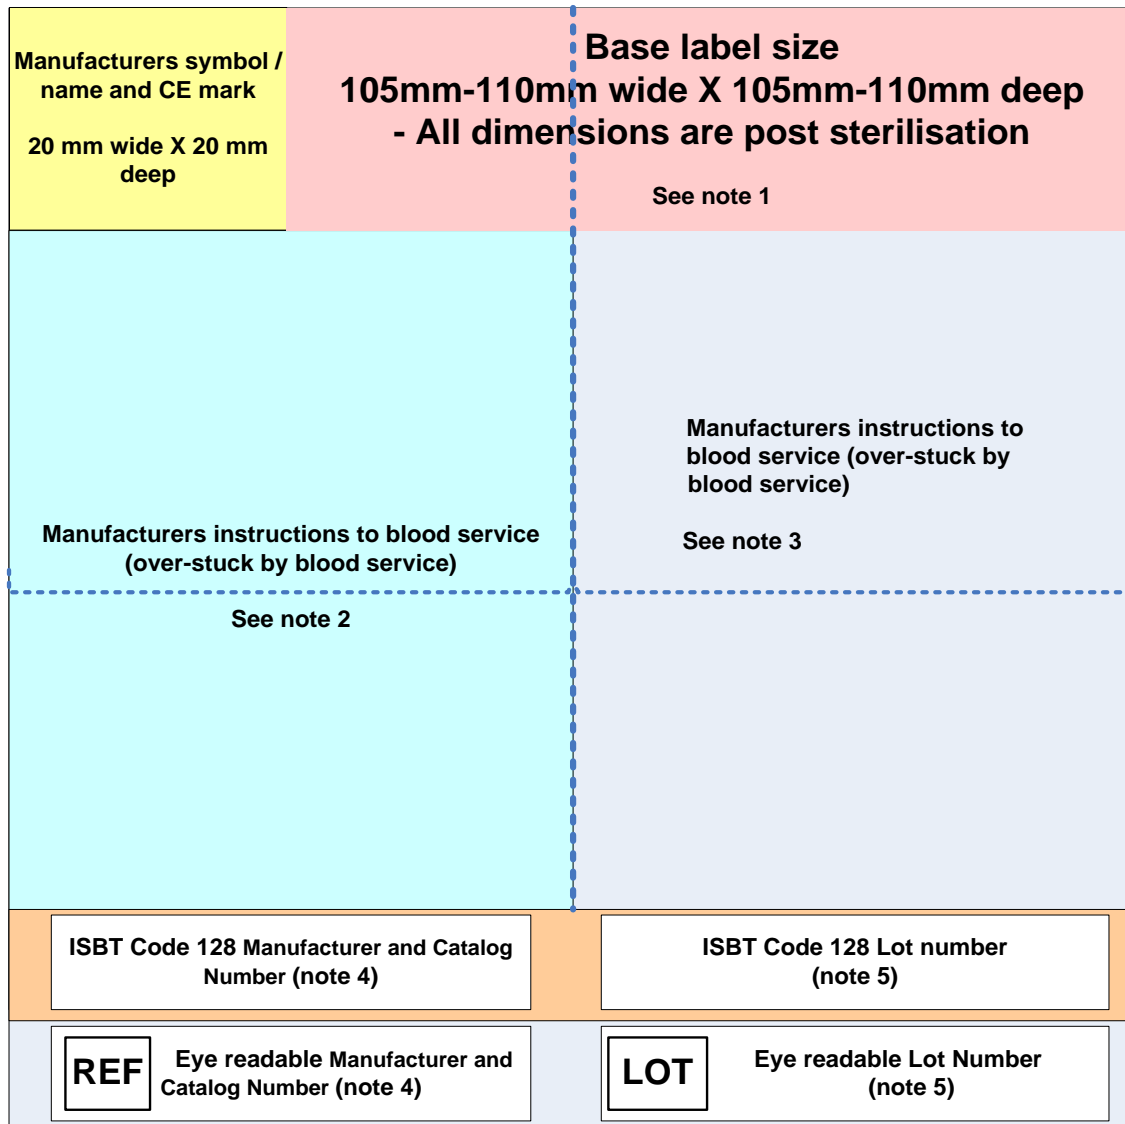 Manufacturers symbol /
name and CE mark
20 mm wide X 20 mm
deep
Base label size
105mm-110mm wide X 105mm-110mm deep
- All dimensions are post sterilisation
See note 1
Manufacturers instructions to blood service
(over-stuck by blood service)
See note 2
Manufacturers instructions to
blood service (over-stuck by
blood service)
See note 3
ISBT Code 128 Manufacturer and Catalog
Number (note 4)
ISBT Code 128 Lot number
(note 5)
REF
Eye readable Manufacturer and
Catalog Number (note 4)
LOT
Eye readable Lot Number
(note 5)